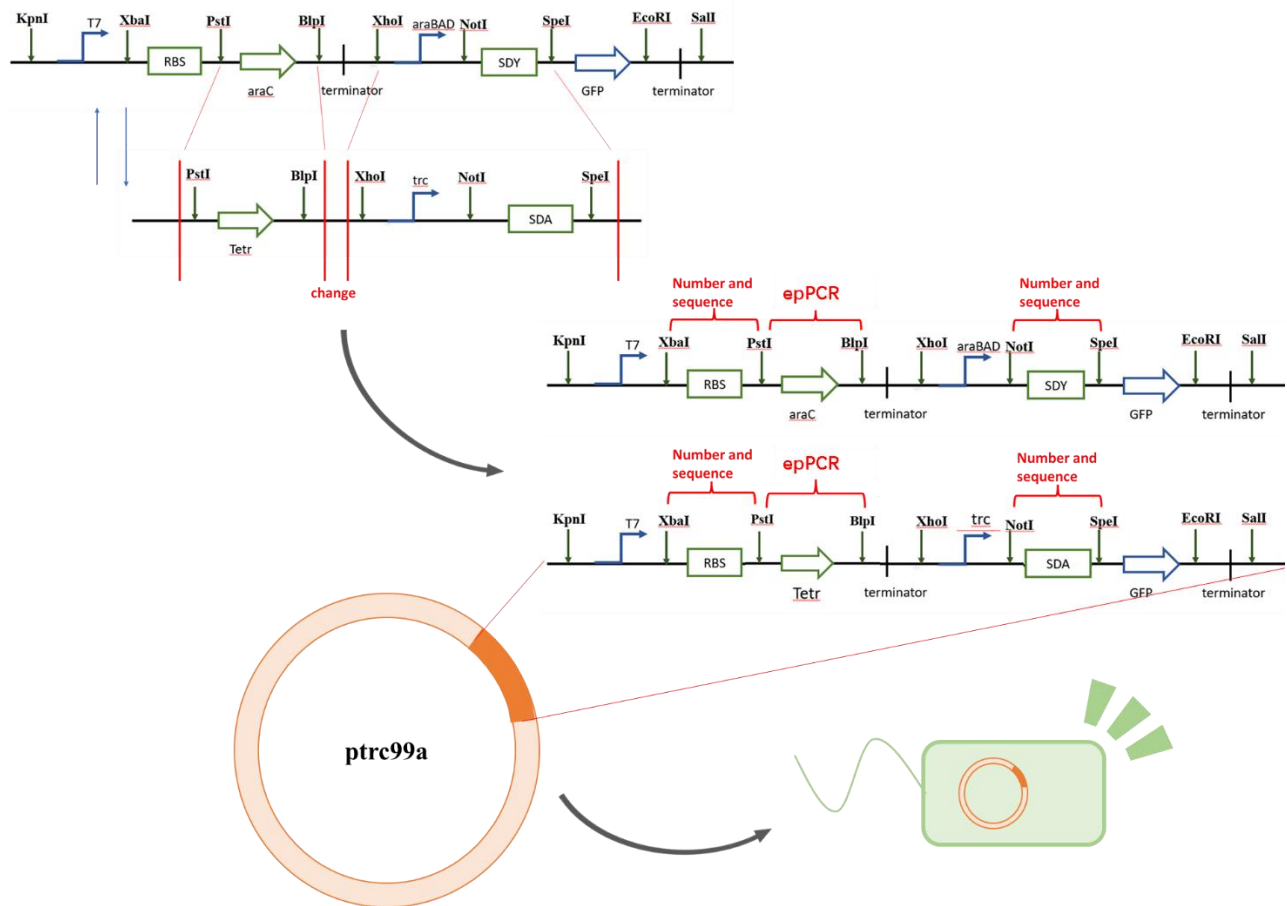 KpnI T7 XbaI PstI BlpI XhoI araBAD NotI SpeI EcoRI SalI
RBS SDY
araC terminator GFP terminator
PstI BlpI XhoI trc NotI SpeI
SDA
Tetr
change
Number and sequence epPCR Number and sequence
KpnI T7 XbaI PstI BlpI XhoI araBAD NotI SpeI EcoRI SalI
RBS SDY
araC terminator GFP terminator
Number and sequence epPCR Number and sequence
KpnI T7 XbaI PstI BlpI XhoI trc NotI SpeI EcoRI SalI
RBS SDA
Tetr terminator GFP terminator
ptrc99a